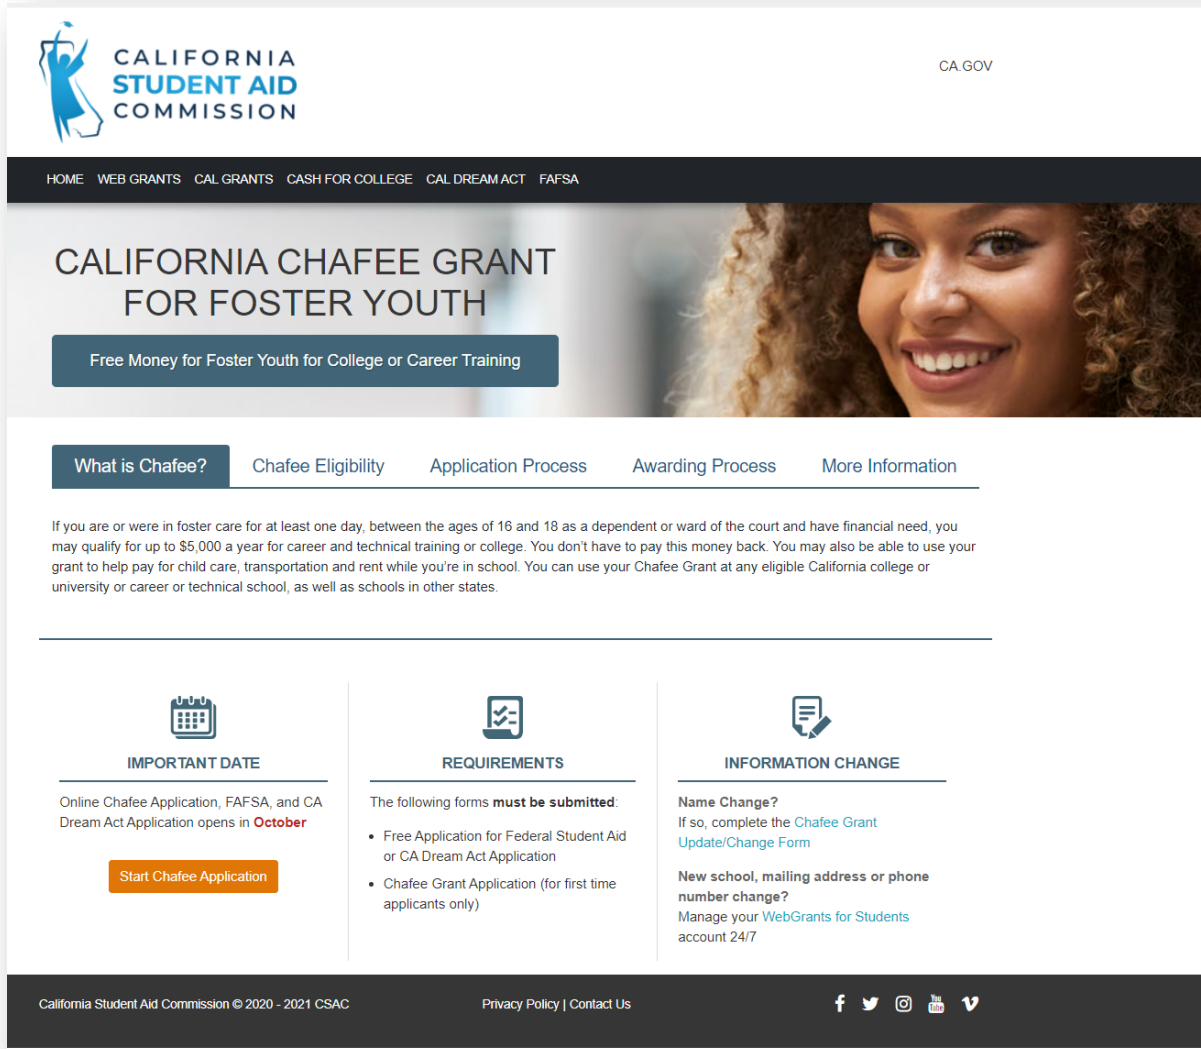 CALIFORNIA
STUDENT AID
COMMISSION
CA.GOV
HOME WEB GRANTS CAL GRANTS CASH FOR COLLEGE CAL DREAM ACT FAFSA
CALIFORNIA CHAFEE GRANT
FOR FOSTER YOUTH
Free Money for Foster Youth for College or Career Training
What is Chafee? Chafee Eligibility Application Process Awarding Process More Information
If you are or were in foster care for at least one day, between the ages of 16 and 18 as a dependent or ward of the court and have financial need, you
may qualify for up to $5,000 a year for career and technical training or college. You don't have to pay this money back. You may also be able to use your
grant to help pay for child care, transportation and rent while you're in school. You can use your Chafee Grant at any eligible California college or
university or career or technical school, as well as schools in other states.
IMPORTANT DATE
Online Chafee Application, FAFSA, and CA
Dream Act Application opens in October
Start Chafee Application
REQUIREMENTS
The following forms must be submitted:
• Free Application for Federal Student Aid
or CA Dream Act Application
• Chafee Grant Application (for first time
applicants only)
INFORMATION CHANGE
Name Change?
If so, complete the Chafee Grant
Update/Change Form
New school, mailing address or phone
number change?
Manage your WebGrants for Students
account 24/7
California Student Aid Commission © 2020 - 2021 CSAC
Privacy Policy | Contact Us
You
Tube